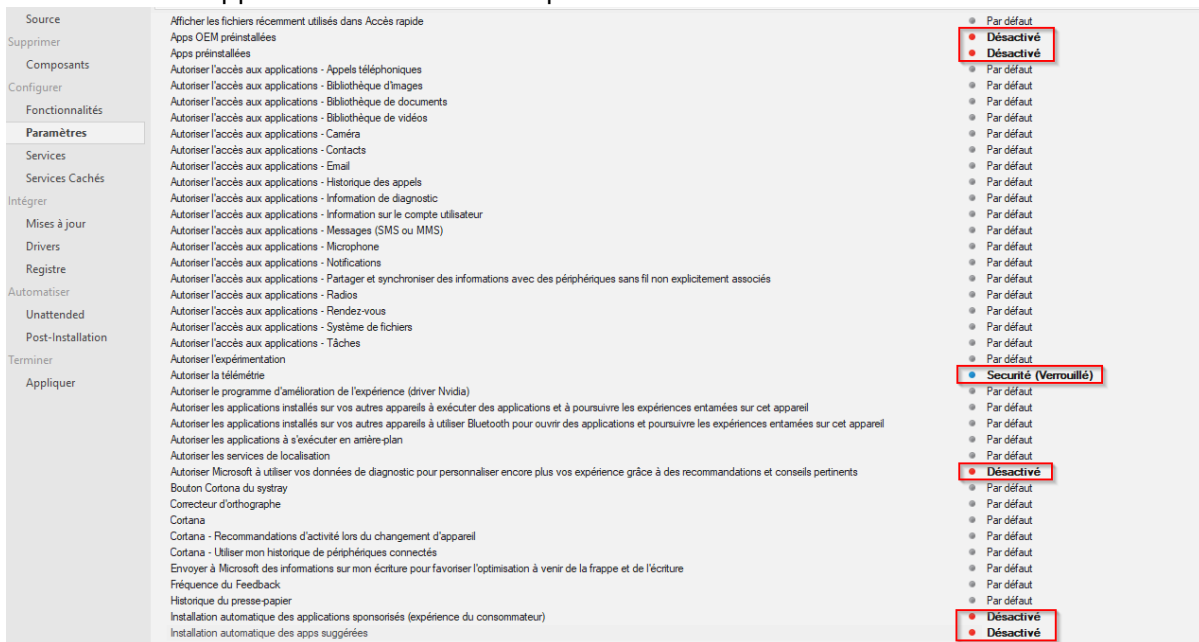 Source
Supprimer
Composants
Configurer
Fonctionnalités
Paramètres
Services
Services Cachés
Intégrer
Mises à jour
Drivers
Registre
Automatiser
Unattended
Post-Installation
Terminer
Appliquer
Afficher les fichiers récemment utilisés dans Accès rapide Par défaut
Apps OEM préinstallées Désactivé
Apps préinstallées Désactivé
Autoriser l'accès aux applications - Appels téléphoniques Par défaut
Autoriser l'accès aux applications - Bibliothèque d'images Par défaut
Autoriser l'accès aux applications - Bibliothèque de documents Par défaut
Autoriser l'accès aux applications - Bibliothèque de vidéos Par défaut
Autoriser l'accès aux applications - Caméra Par défaut
Autoriser l'accès aux applications - Contacts Par défaut
Autoriser l'accès aux applications - Email Par défaut
Autoriser l'accès aux applications - Historique des appels Par défaut
Autoriser l'accès aux applications - Information de diagnostic Par défaut
Autoriser l'accès aux applications - Information sur le compte utilisateur Par défaut
Autoriser l'accès aux applications - Messages (SMS ou MMS) Par défaut
Autoriser l'accès aux applications - Microphone Par défaut
Autoriser l'accès aux applications - Notifications Par défaut
Autoriser l'accès aux applications - Partager et synchroniser des informations avec des périphériques sans fil non explicitement associés Par défaut
Autoriser l'accès aux applications - Radios Par défaut
Autoriser l'accès aux applications - Rendez-vous Par défaut
Autoriser l'accès aux applications - Système de fichiers Par défaut
Autoriser l'accès aux applications - Tâches Par défaut
Autoriser l'expérimentation Par défaut
Autoriser la télémétrie Securité (Verrouillé)
Autoriser le programme d'amélioration de l'expérience (driver Nvidia) Par défaut
Autoriser les applications installés sur vos autres appareils à exécuter des applications et à poursuivre les expériences entamées sur cet appareil Par défaut
Autoriser les applications installés sur vos autres appareils à utiliser Bluetooth pour ouvrir des applications et poursuivre les expériences entamées sur cet appareil Par défaut
Autoriser les applications à s'exécuter en arrière-plan Par défaut
Autoriser les services de localisation Par défaut
Autoriser Microsoft à utiliser vos données de diagnostic pour personnaliser encore plus vos expérience grâce à des recommandations et conseils pertinents Désactivé
Bouton Cortona du systray Par défaut
Correcteur d'orthographe Par défaut
Cortana Par défaut
Cortana - Recommandations d'activité lors du changement d'appareil Par défaut
Cortana - Utiliser mon historique de périphériques connectés Par défaut
Envoyer à Microsoft des informations sur mon écriture pour favoriser l'optimisation à venir de la frappe et de l'écriture Par défaut
Fréquence du Feedback Par défaut
Historique du presse-papier Par défaut
Installation automatique des applications sponsorisés (expérience du consommateur) Désactivé
Installation automatique des apps suggérées Désactivé